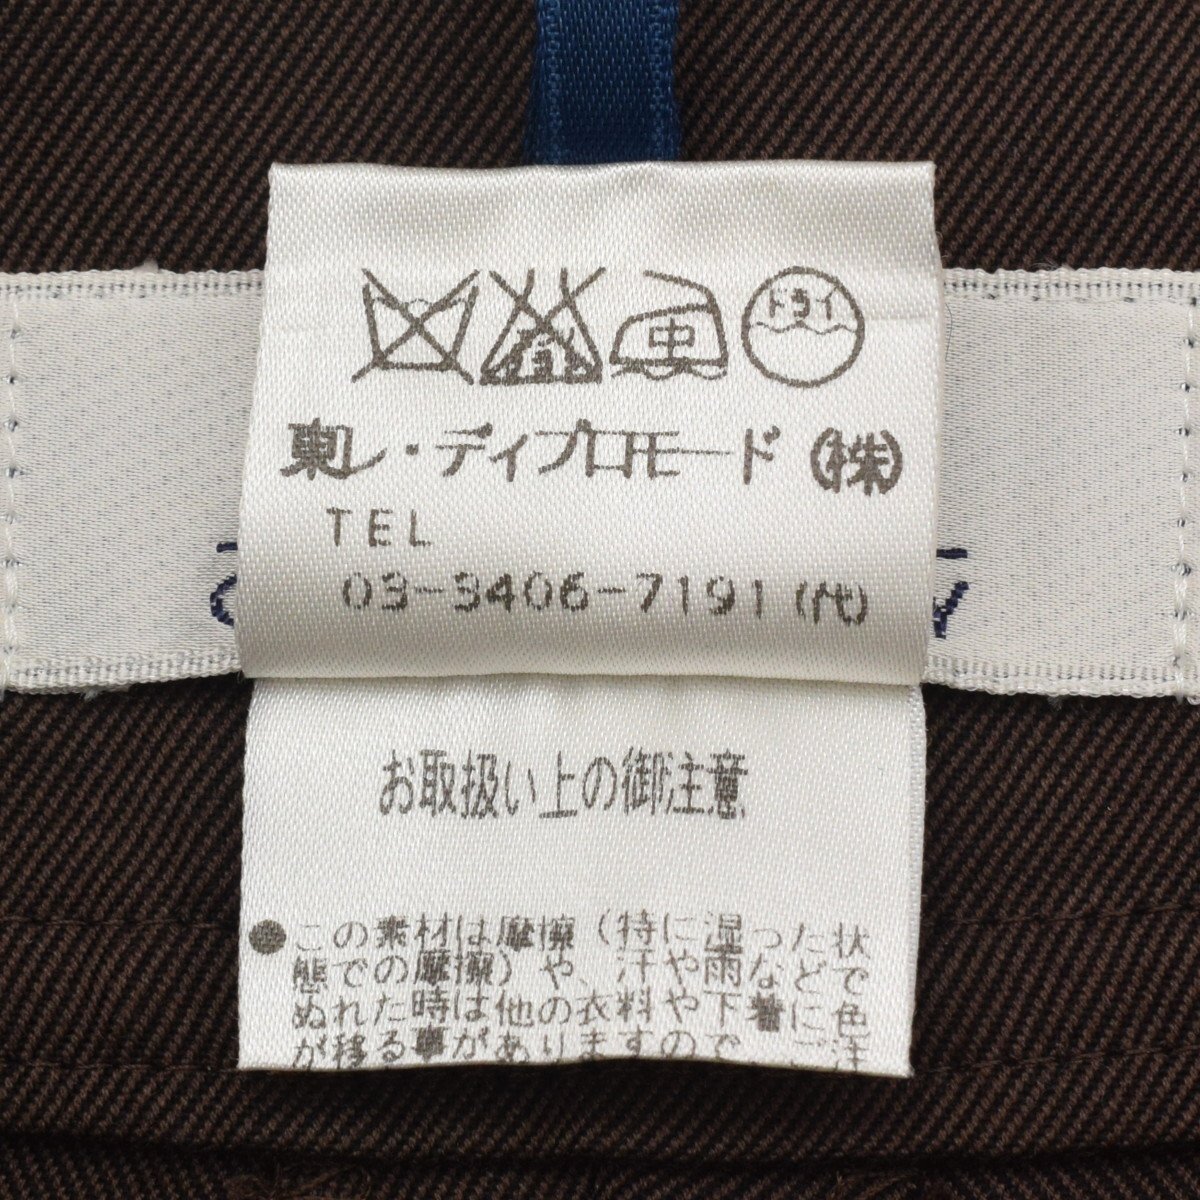 中 ドライ
東レ・ディプロモード(株)
TEL
03-3406-7191(代)
お取扱い上の御注意
●この素材は摩擦(特に湿った状
態での摩擦)や、汗や雨などで
ぬれた時は他の衣料や下着に色
が移る事がありますので、ご注